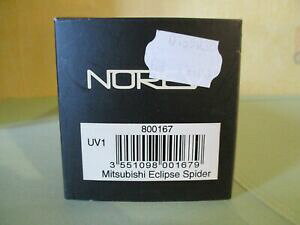 NOREV
800167
UV1
3 551098 001679
Mitsubishi Eclipse Spider